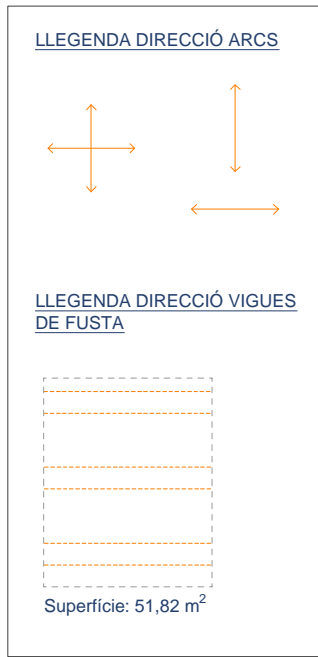 LLEGENDA DIRECCIÓ ARCS
LLEGENDA DIRECCIÓ VIGUES
DE FUSTA
Superfície: 51,82 m²